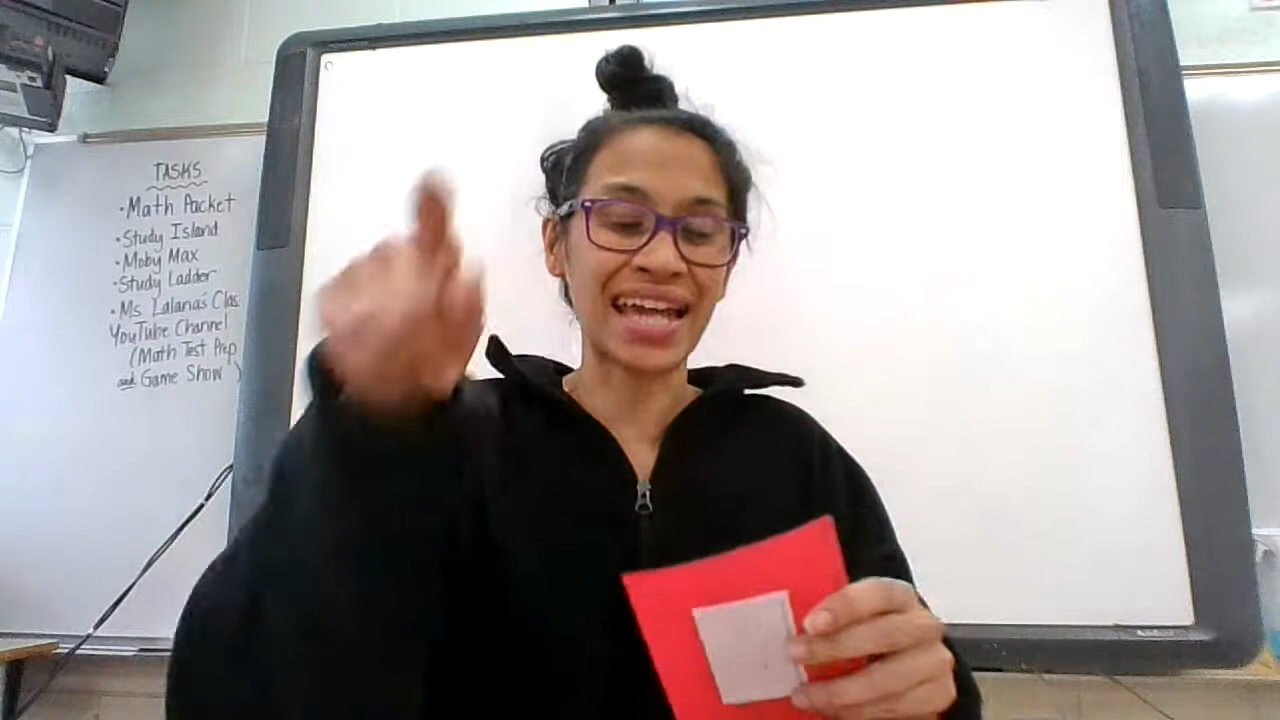 TASKS
• Math Packet
• Study Island
• Moby Max
• Study Ladder
• Ms. Lalana's Clas
YouTube Channel
(Math Test Prep
and Game Show )